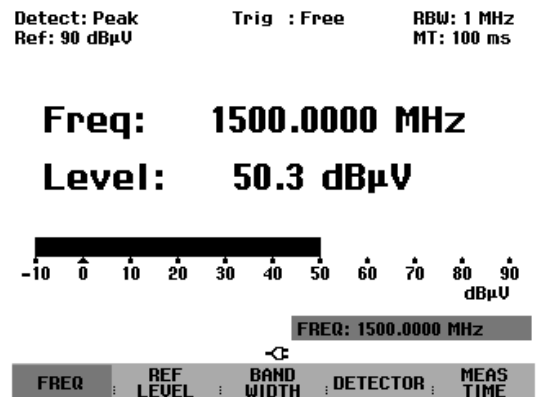 Detect: Peak Trig : Free RBW: 1 MHz
Ref: 90 dBµV MT: 100 ms
Freq: 1500.0000 MHz
Level: 50.3 dBµV
-10 0 10 20 30 40 50 60 70 80 90
dBµV
FREQ: 1500.0000 MHz
FREQ REF LEVEL BAND WIDTH DETECTOR MEAS TIME